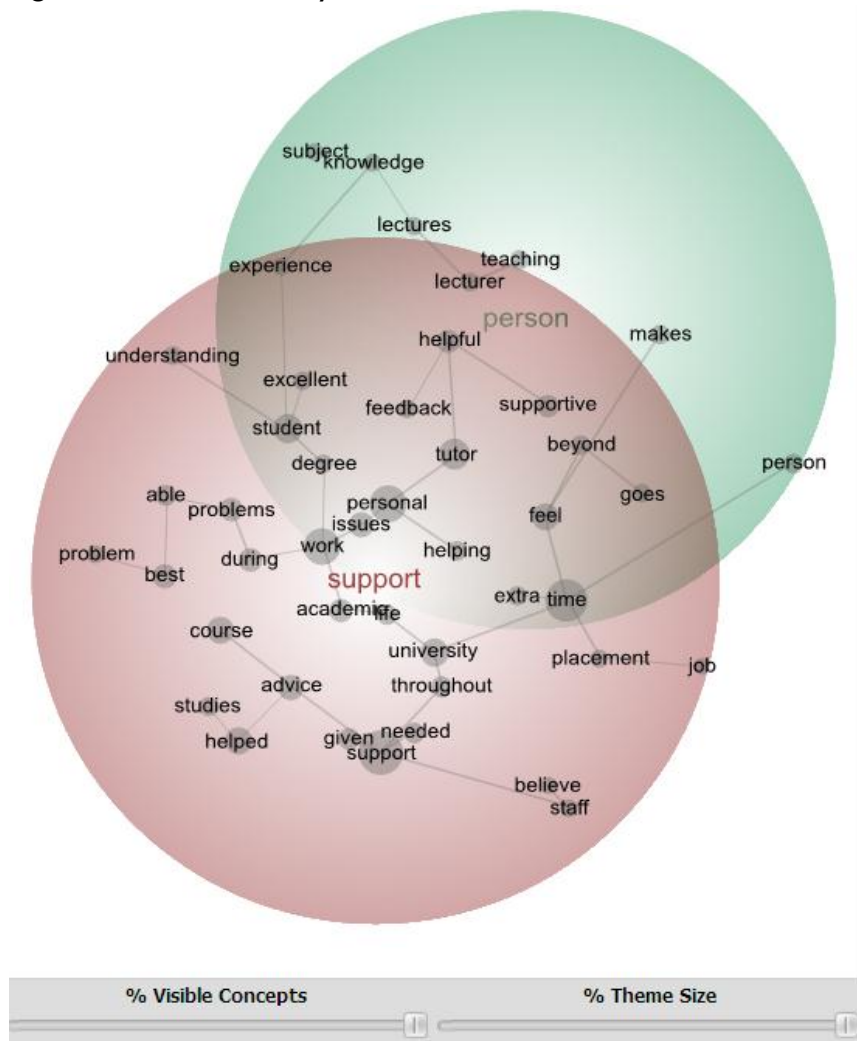 subject
knowledge
lectures
experience
teaching
lecturer
person
helpful
makes
understanding
excellent
feedback
supportive
student
beyond
tutor
degree
person
able
goes
personal
problems
feel
issues
work
helping
problem
during
best
support
extra
time
academic
life
course
university
placement
job
advice
throughout
studies
needed
given
helped
support
believe
staff
% Visible Concepts
% Theme Size